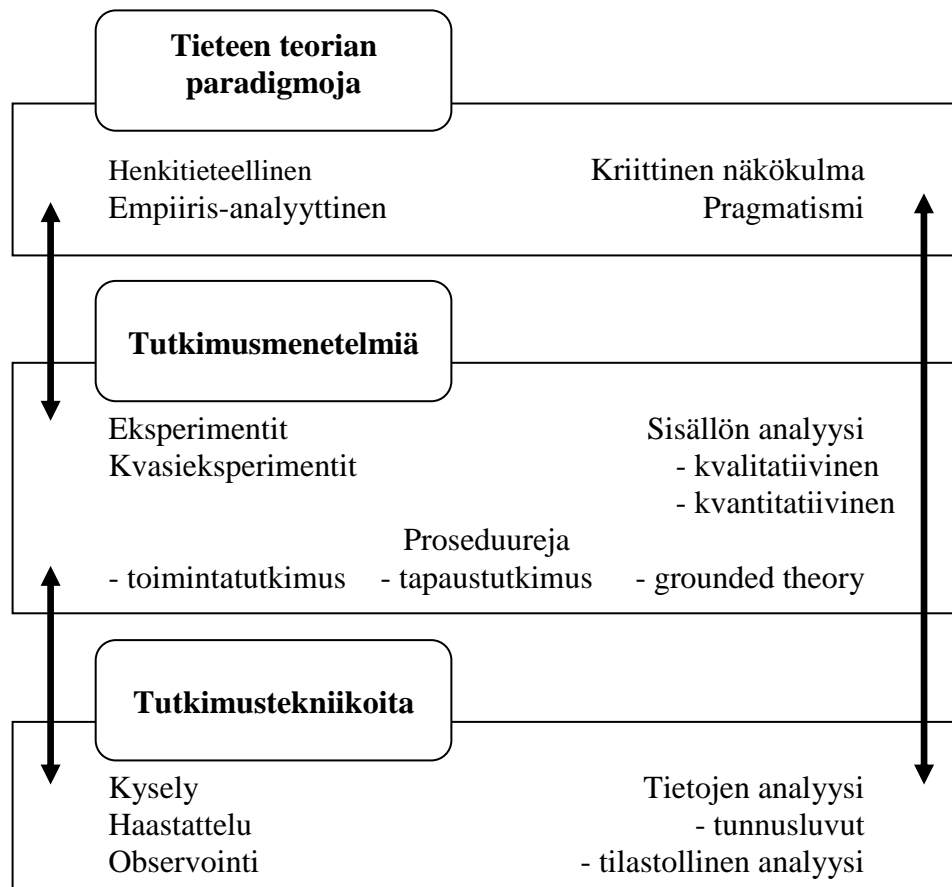 Tieteen teorian
paradigmoja
Henkitieteellinen Kriittinen näkökulma
Empiiris-analyyttinen Pragmatismi
Tutkimusmenetelmiä
Eksperimentit Sisällön analyysi
Kvasieksperimentit - kvalitatiivinen
- kvantitatiivinen
Proseduureja
- toimintatutkimus - tapaustutkimus - grounded theory
Tutkimustekniikoita
Kysely Tietojen analyysi
Haastattelu - tunnusluvut
Observointi - tilastollinen analyysi